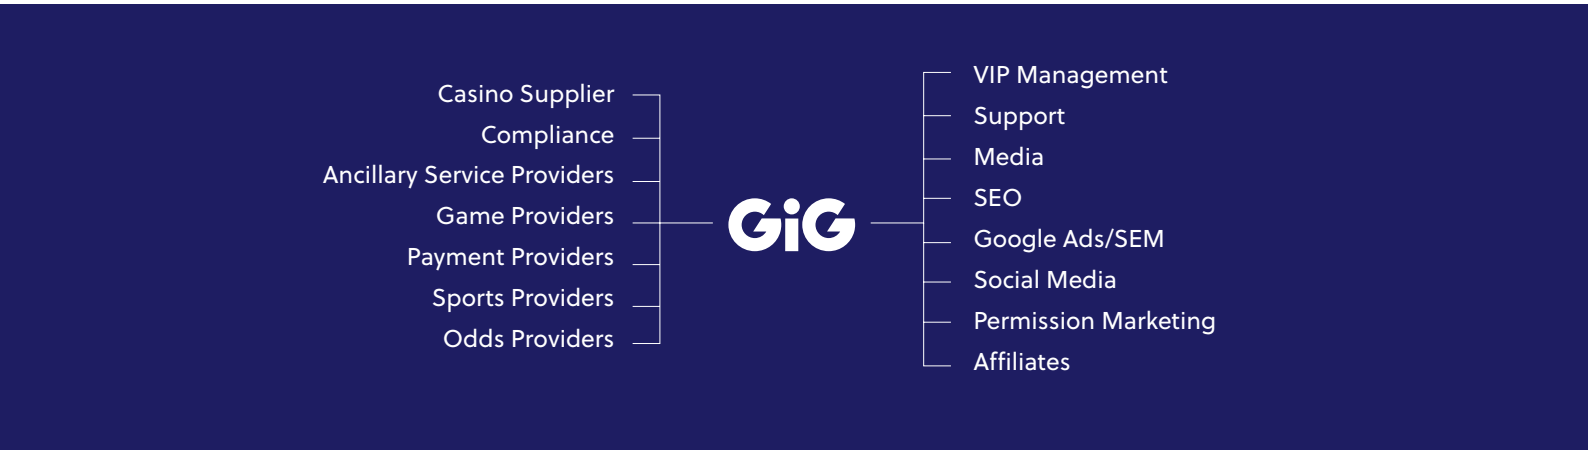 Casino Supplier
Compliance
Ancillary Service Providers
Game Providers
Payment Providers
Sports Providers
Odds Providers
GiG
VIP Management
Support
Media
SEO
Google Ads/SEM
Social Media
Permission Marketing
Affiliates